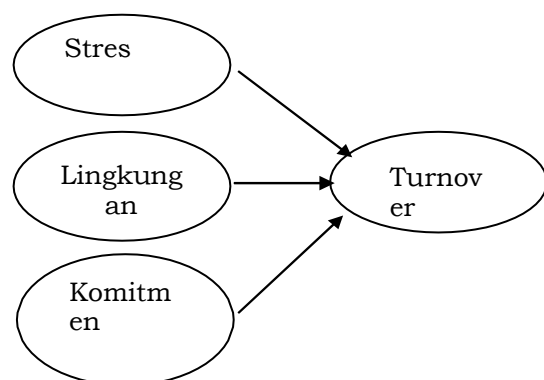 Stres
Lingkung
an
Turnov
er
Komitm
en